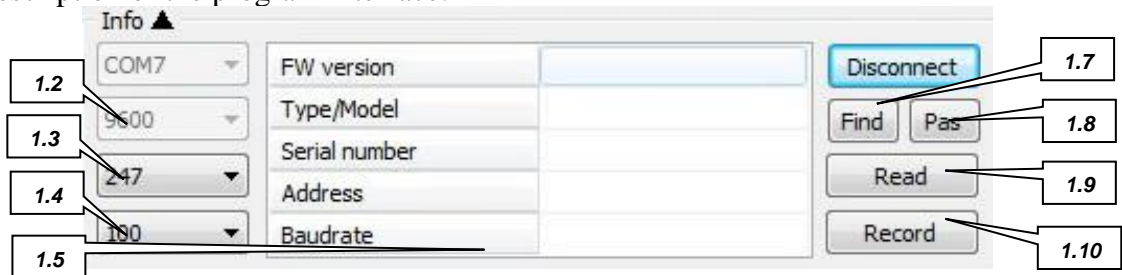 Info ▲
COM7 FW version Disconnect
1.7
1.2
9600 Type/Model Find Pas
1.8
1.3
Serial number
247 Address Read
1.9
1.4
100 Baudrate Record
1.5
1.10